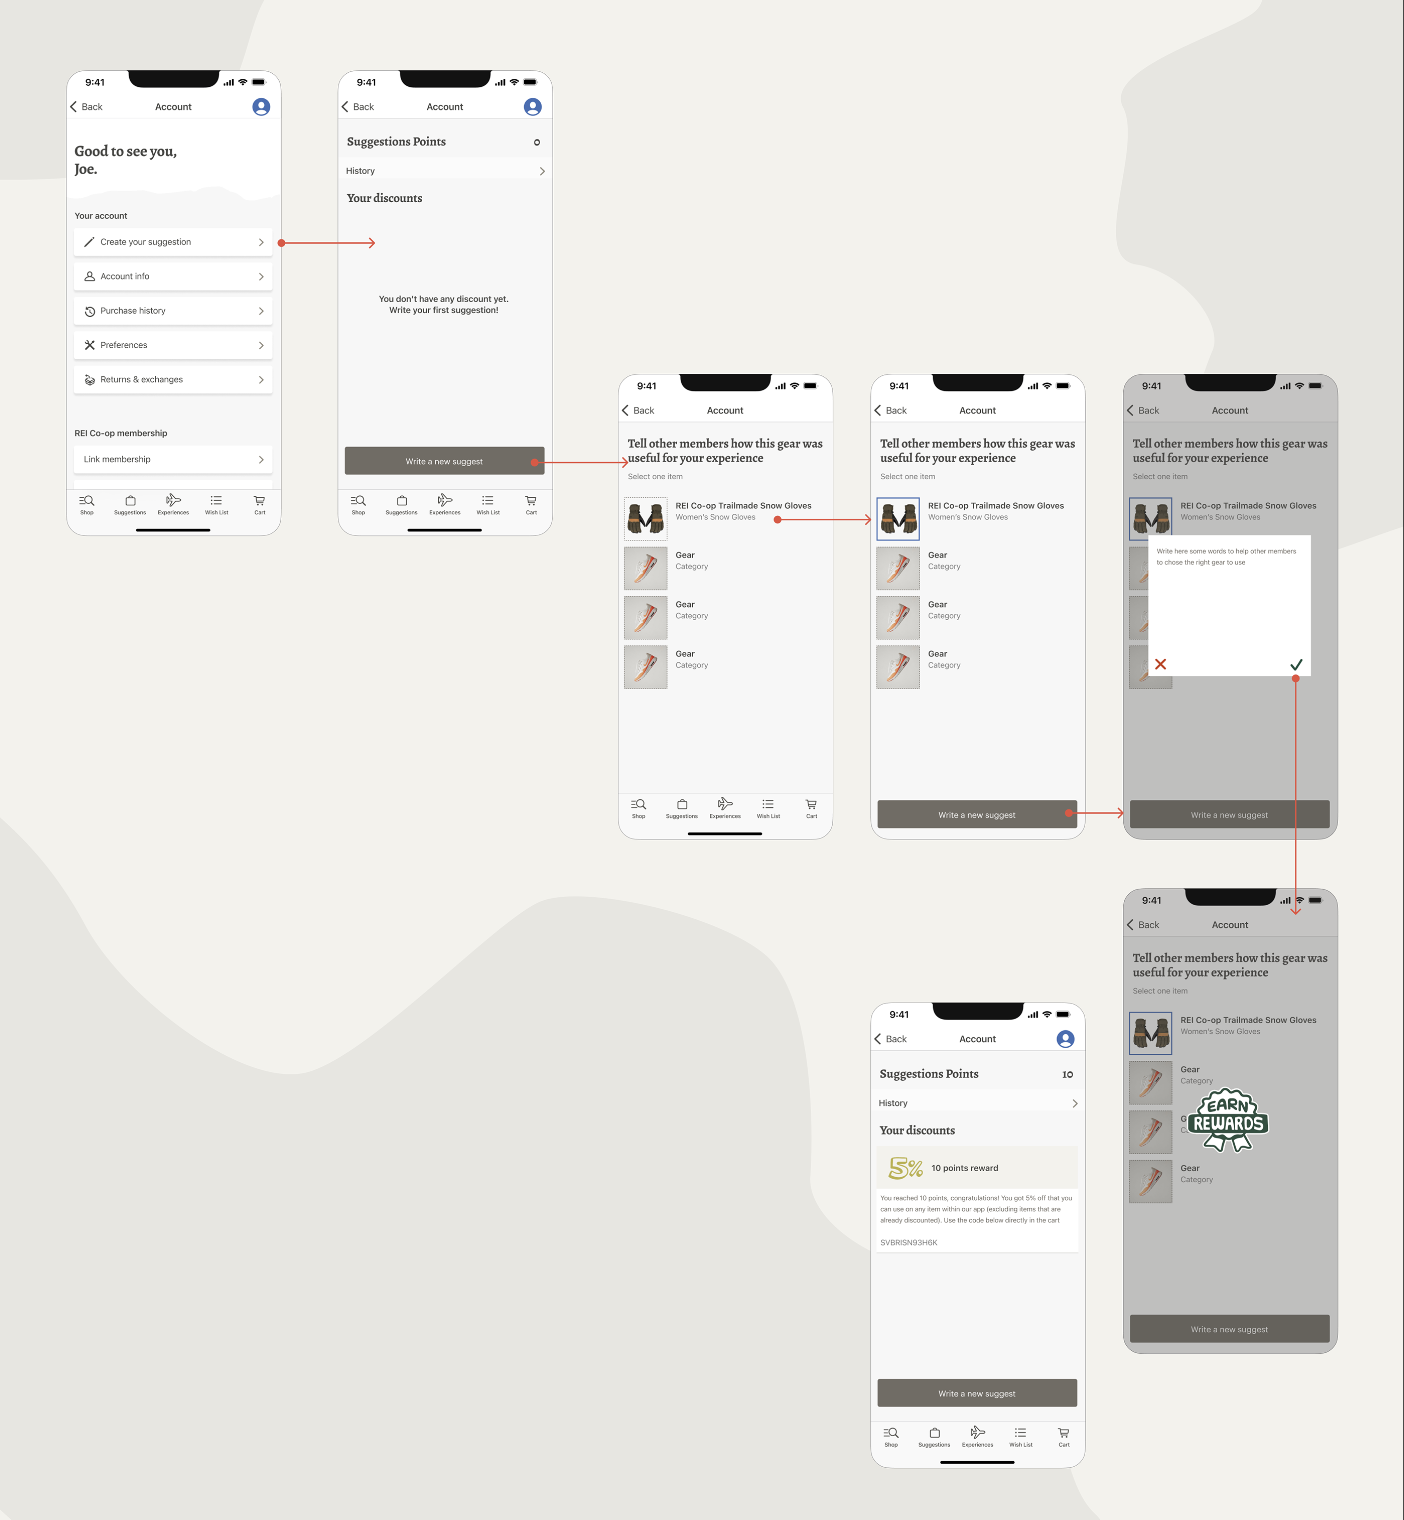 9:41
Back
Account
Good to see you,
Joe.
Your account
Create your suggestion
Account info
Purchase history
Preferences
Returns & exchanges
REI Co-op membership
Link membership
Shop
Suggestions
Experiences
Wish List
Cart
9:41
Back
Account
Suggestions Points
0
History
Your discounts
You don't have any discount yet.
Write your first suggestion!
Write a new suggest
Shop
Suggestions
Experiences
Wish List
Cart
9:41
Back
Account
Tell other members how this gear was
useful for your experience
Select one item
REI Co-op Trailmade Snow Gloves
Women's Snow Gloves
Gear
Category
Gear
Category
Gear
Category
Shop
Suggestions
Experiences
Wish List
Cart
9:41
Back
Account
Tell other members how this gear was
useful for your experience
Select one item
REI Co-op Trailmade Snow Gloves
Women's Snow Gloves
Gear
Category
Gear
Category
Gear
Category
Write a new suggest
9:41
Back
Account
Tell other members how this gear was
useful for your experience
Select one item
REI Co-op Trailmade Snow Gloves
Women's Snow Gloves
Write here some words to help other members
to chose the right gear to use
Write a new suggest
9:41
Back
Account
Tell other members how this gear was
useful for your experience
Select one item
REI Co-op Trailmade Snow Gloves
Women's Snow Gloves
Gear
Category
EARN
REWARDS
Gear
Category
Write a new suggest
9:41
Back
Account
Suggestions Points
10
History
Your discounts
5%
10 points reward
You reached 10 points, congratulations! You got 5% off that you
can use on any item within our app (excluding items that are
already discounted). Use the code below directly in the cart
SVBRISN93H6K
Write a new suggest
Shop
Suggestions
Experiences
Wish List
Cart